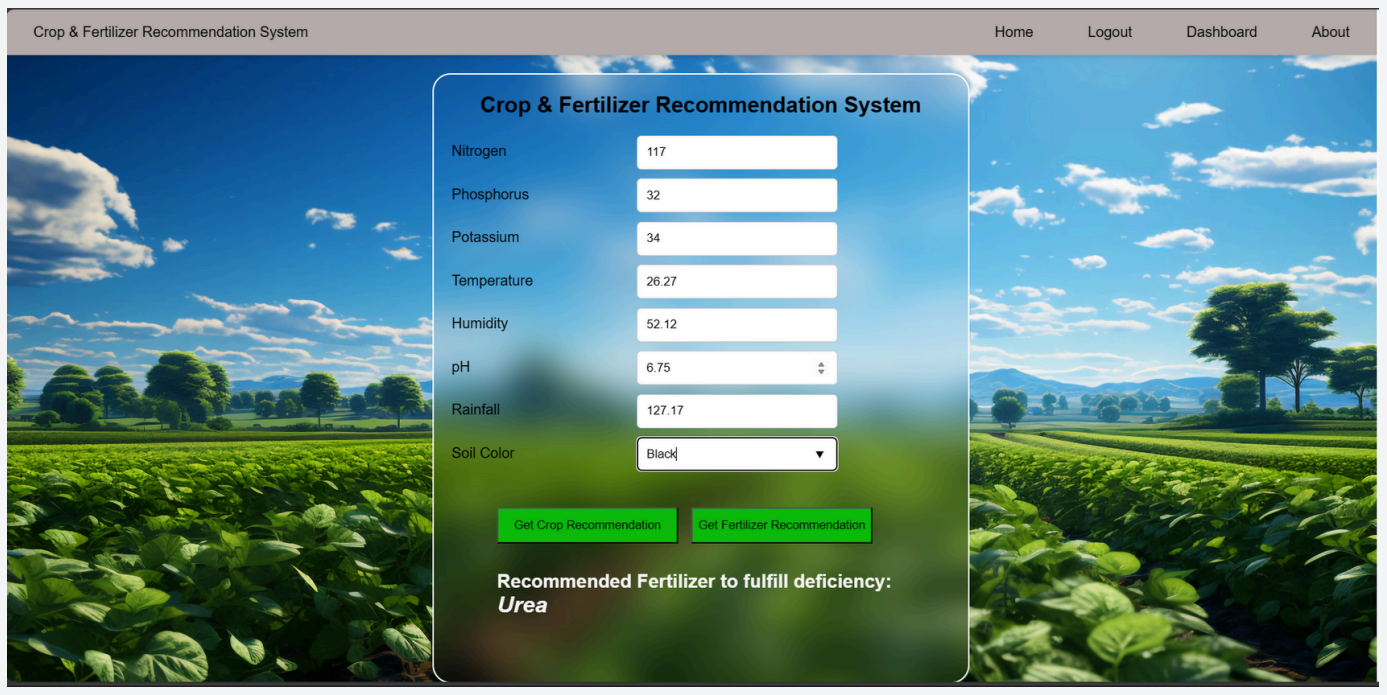 Crop & Fertilizer Recommendation System Home Logout Dashboard About
Crop & Fertilizer Recommendation System
Nitrogen 117
Phosphorus 32
Potassium 34
Temperature 26.27
Humidity 52.12
pH 6.75
Rainfall 127.17
Soil Color Black
Get Crop Recommendation Get Fertilizer Recommendation
Recommended Fertilizer to fulfill deficiency:
Urea